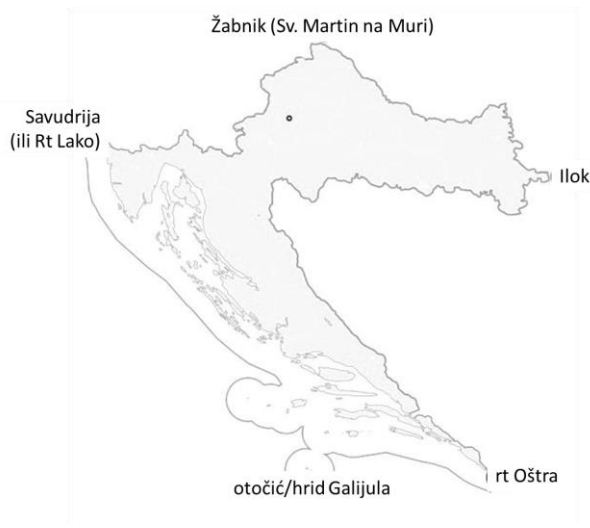 Žabnik (Sv. Martin na Muri)
Savudrija
(ili Rt Lako)
Ilok
rt Oštra
otočić/hrid Galijula